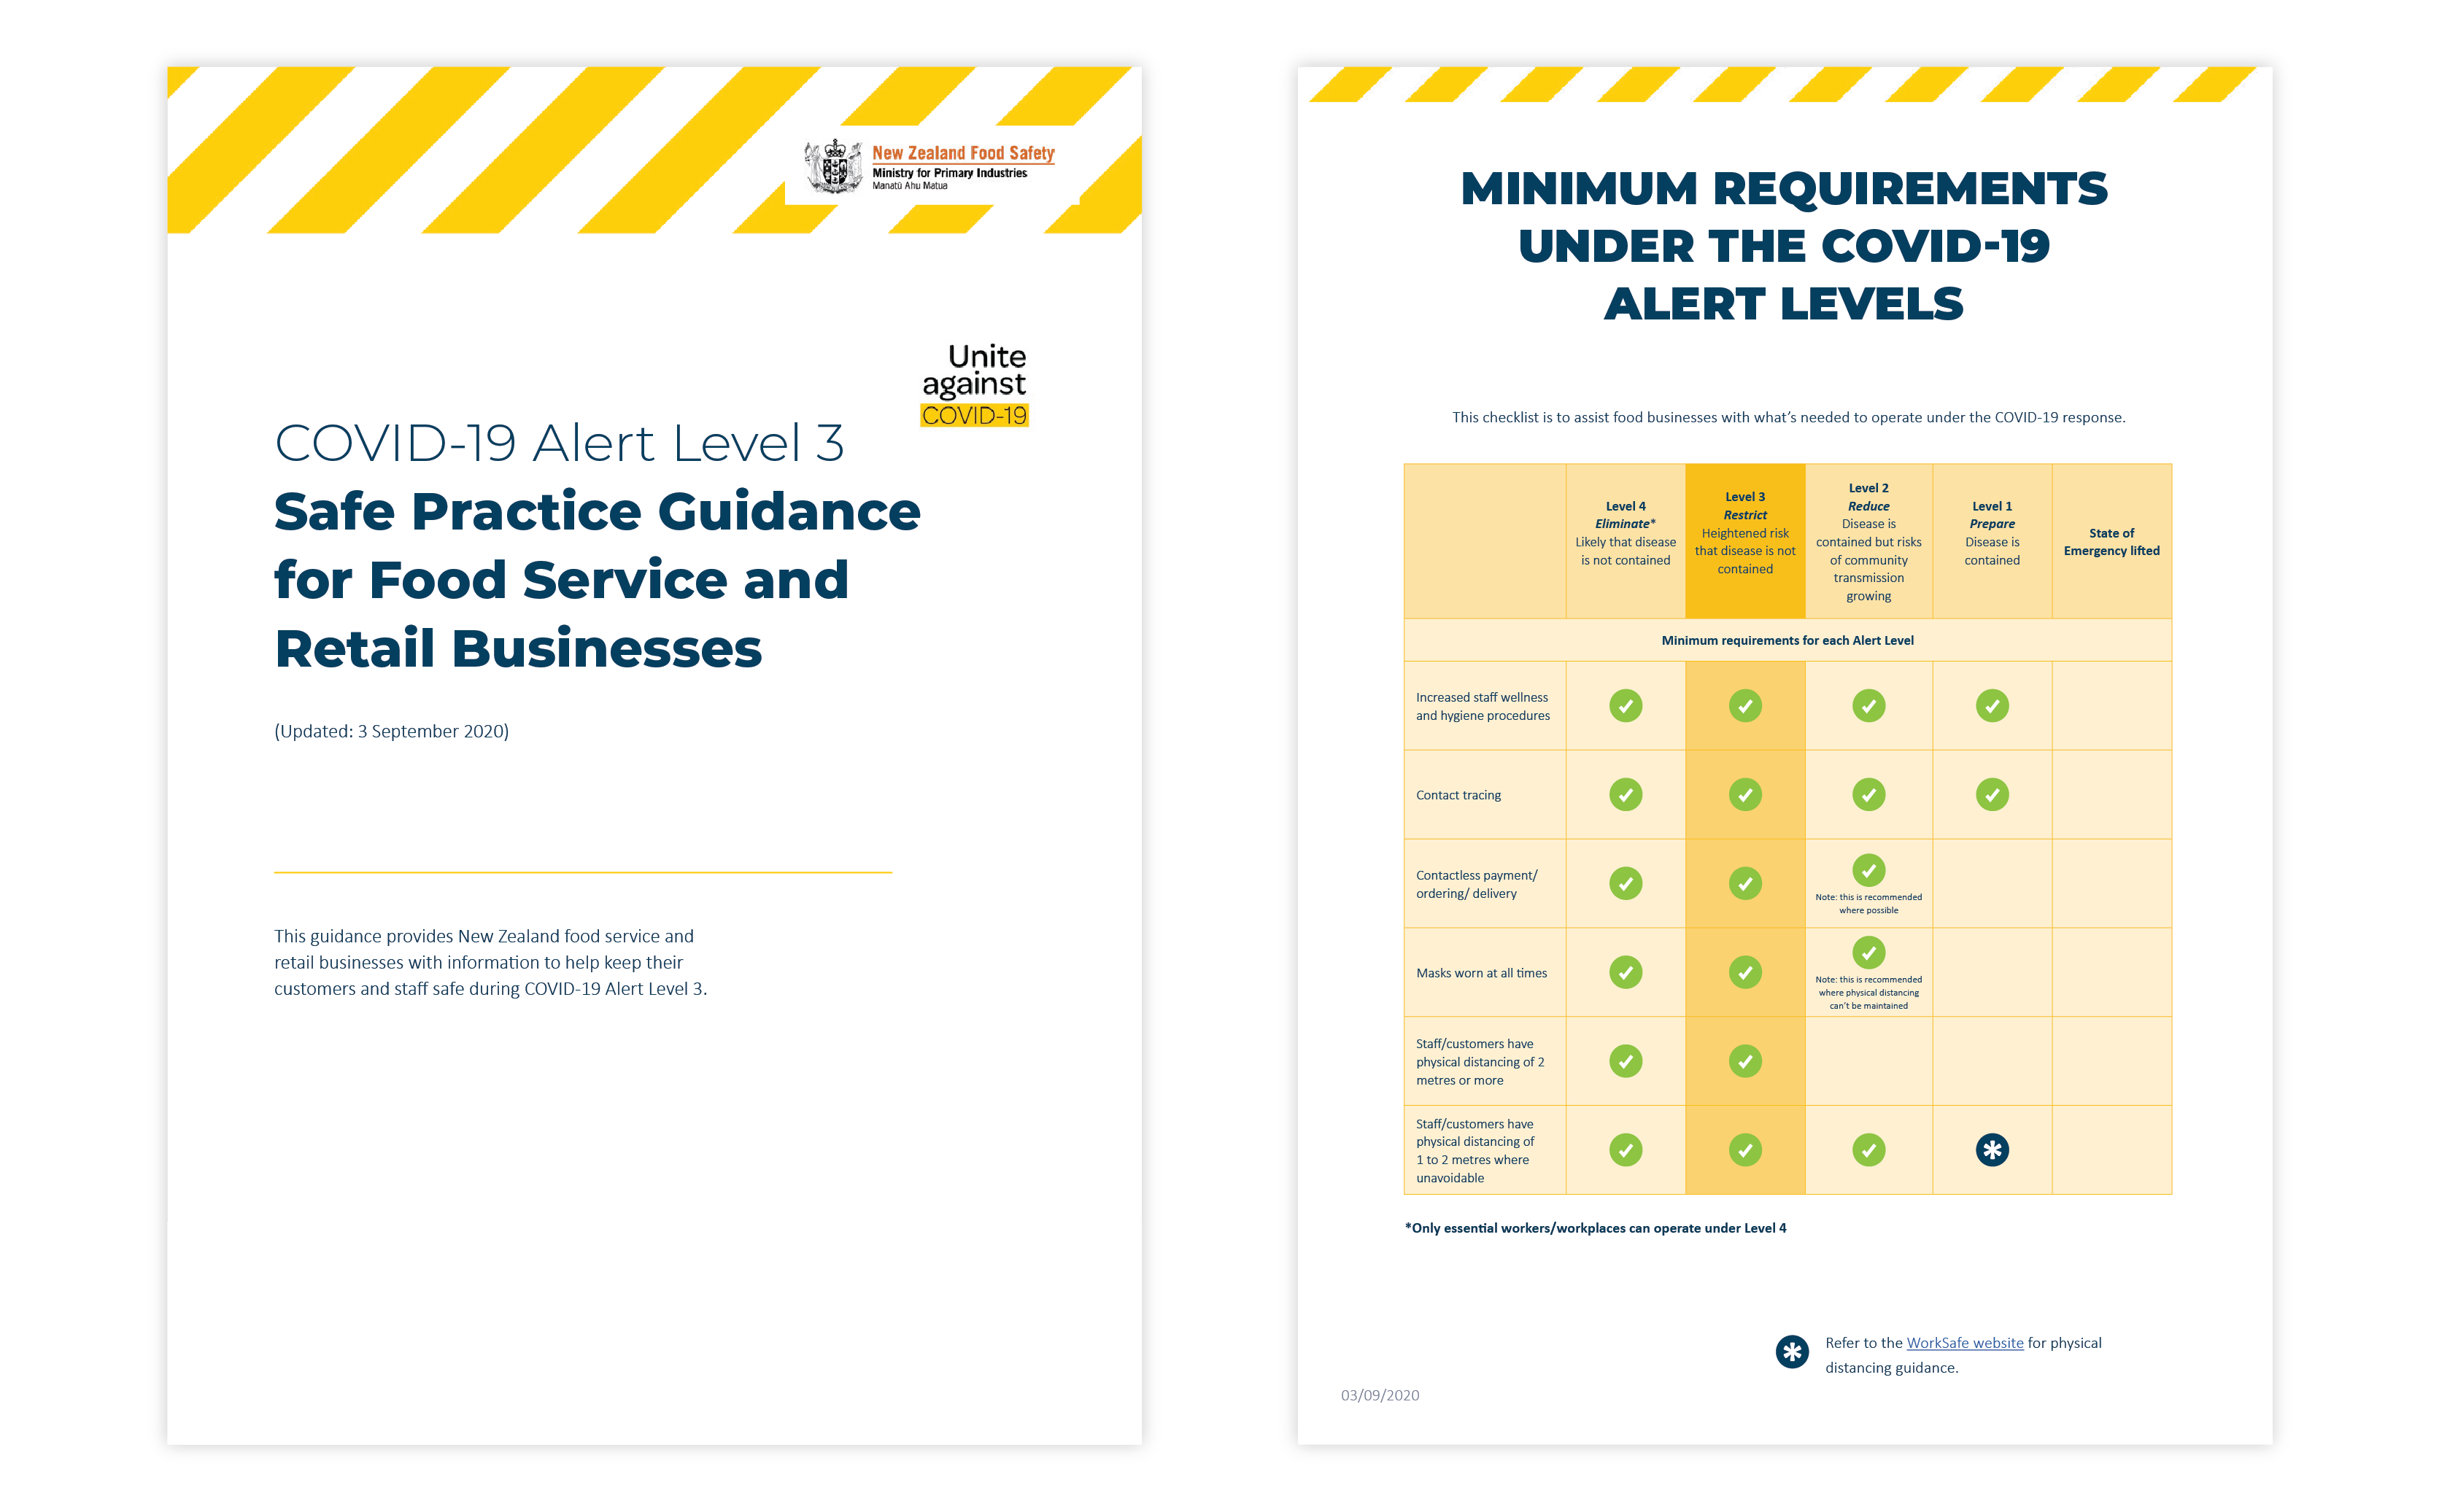 New Zealand Food Safety
Ministry for Primary Industries
Manatū Ahu Matua
Unite
against
COVID-19
COVID-19 Alert Level 3
Safe Practice Guidance
for Food Service and
Retail Businesses
(Updated: 3 September 2020)
This guidance provides New Zealand food service and
retail businesses with information to help keep their
customers and staff safe during COVID-19 Alert Level 3.
MINIMUM REQUIREMENTS
UNDER THE COVID-19
ALERT LEVELS
This checklist is to assist food businesses with what's needed to operate under the COVID-19 response.
Level 4
Eliminate*
Likely that disease
is not contained
Level 3
Restrict
Heightened risk
that disease is not
contained
Level 2
Reduce
Disease is
contained but risks
of community
transmission
growing
Level 1
Prepare
Disease is
contained
State of
Emergency lifted
Minimum requirements for each Alert Level
Increased staff wellness
and hygiene procedures
Contact tracing
Contactless payment/
ordering/ delivery
Note: this is recommended
where possible
Masks worn at all times
Note: this is recommended
where physical distancing
can't be maintained
Staff/customers have
physical distancing of 2
metres or more
Staff/customers have
physical distancing of
1 to 2 metres where
unavoidable
*Only essential workers/workplaces can operate under Level 4
Refer to the WorkSafe website for physical
distancing guidance.
03/09/2020